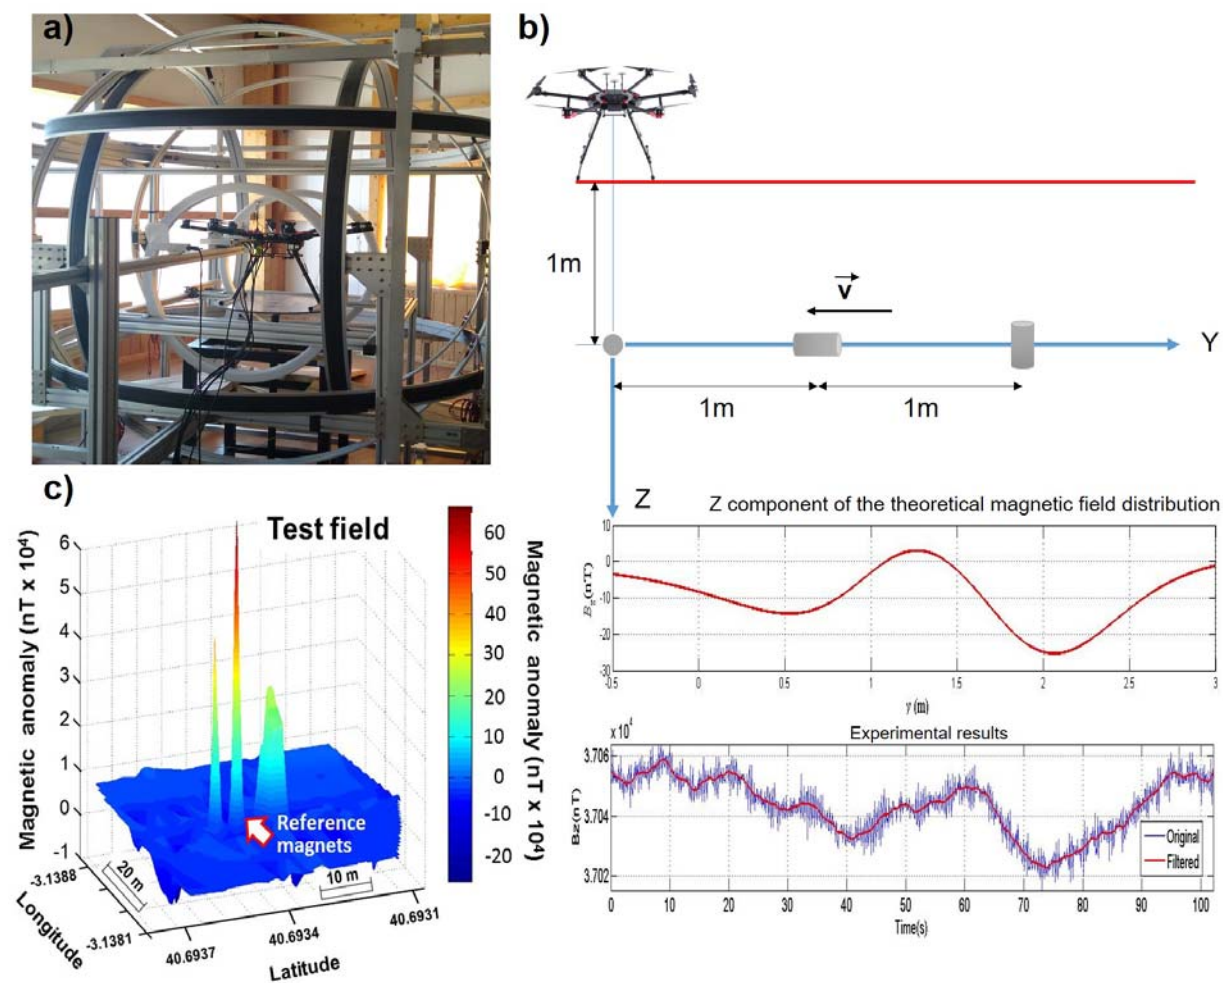 a)
b)
1m
v
Y
1m
1m
Z
c)
Test field
Magnetic anomaly (nT x 10⁴)
6
5
4
3
2
1
0
-1
Reference
magnets
20 m
10 m
-3.1388
-3.1381
Longitude
40.6937
40.6934
40.6931
Latitude
60
50
40
30
20
10
0
-10
-20
Magnetic anomaly (nT x 10⁴)
Z component of the theoretical magnetic field distribution
10
0
-10
-20
-30
(nT)
-0.5
0
0.5
1
1.5
2
2.5
3
y (m)
Experimental results
x 10⁴
3.706
3.704
3.702
Bz(nT)
0
10
20
30
40
50
60
70
80
90
100
Time(s)
Original
Filtered